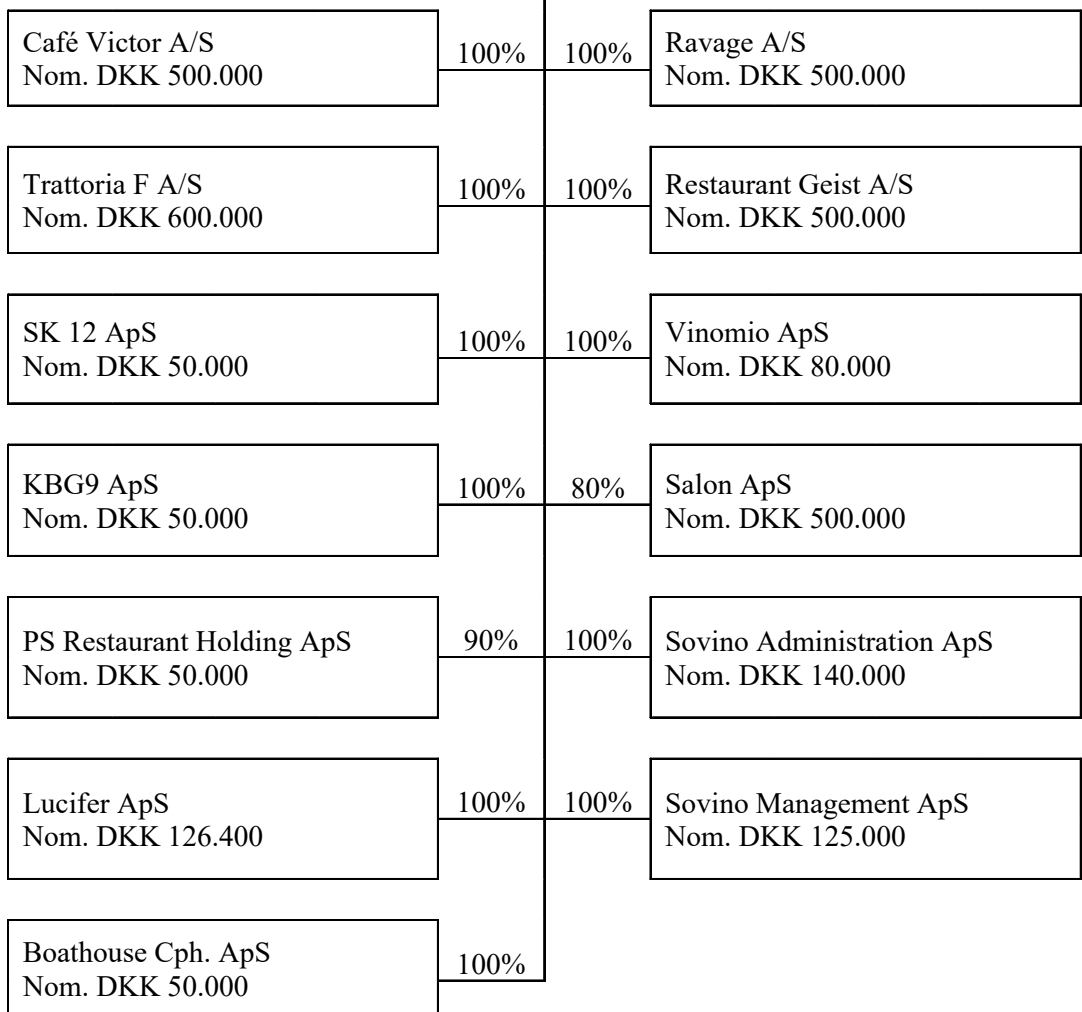 Café Victor A/S
Nom. DKK 500.000
100%
100%
Ravage A/S
Nom. DKK 500.000
Trattoria F A/S
Nom. DKK 600.000
100%
100%
Restaurant Geist A/S
Nom. DKK 500.000
SK 12 ApS
Nom. DKK 50.000
100%
100%
Vinomio ApS
Nom. DKK 80.000
KBG9 ApS
Nom. DKK 50.000
100%
80%
Salon ApS
Nom. DKK 500.000
PS Restaurant Holding ApS
Nom. DKK 50.000
90%
100%
Sovino Administration ApS
Nom. DKK 140.000
Lucifer ApS
Nom. DKK 126.400
100%
100%
Sovino Management ApS
Nom. DKK 125.000
Boathouse Cph. ApS
Nom. DKK 50.000
100%